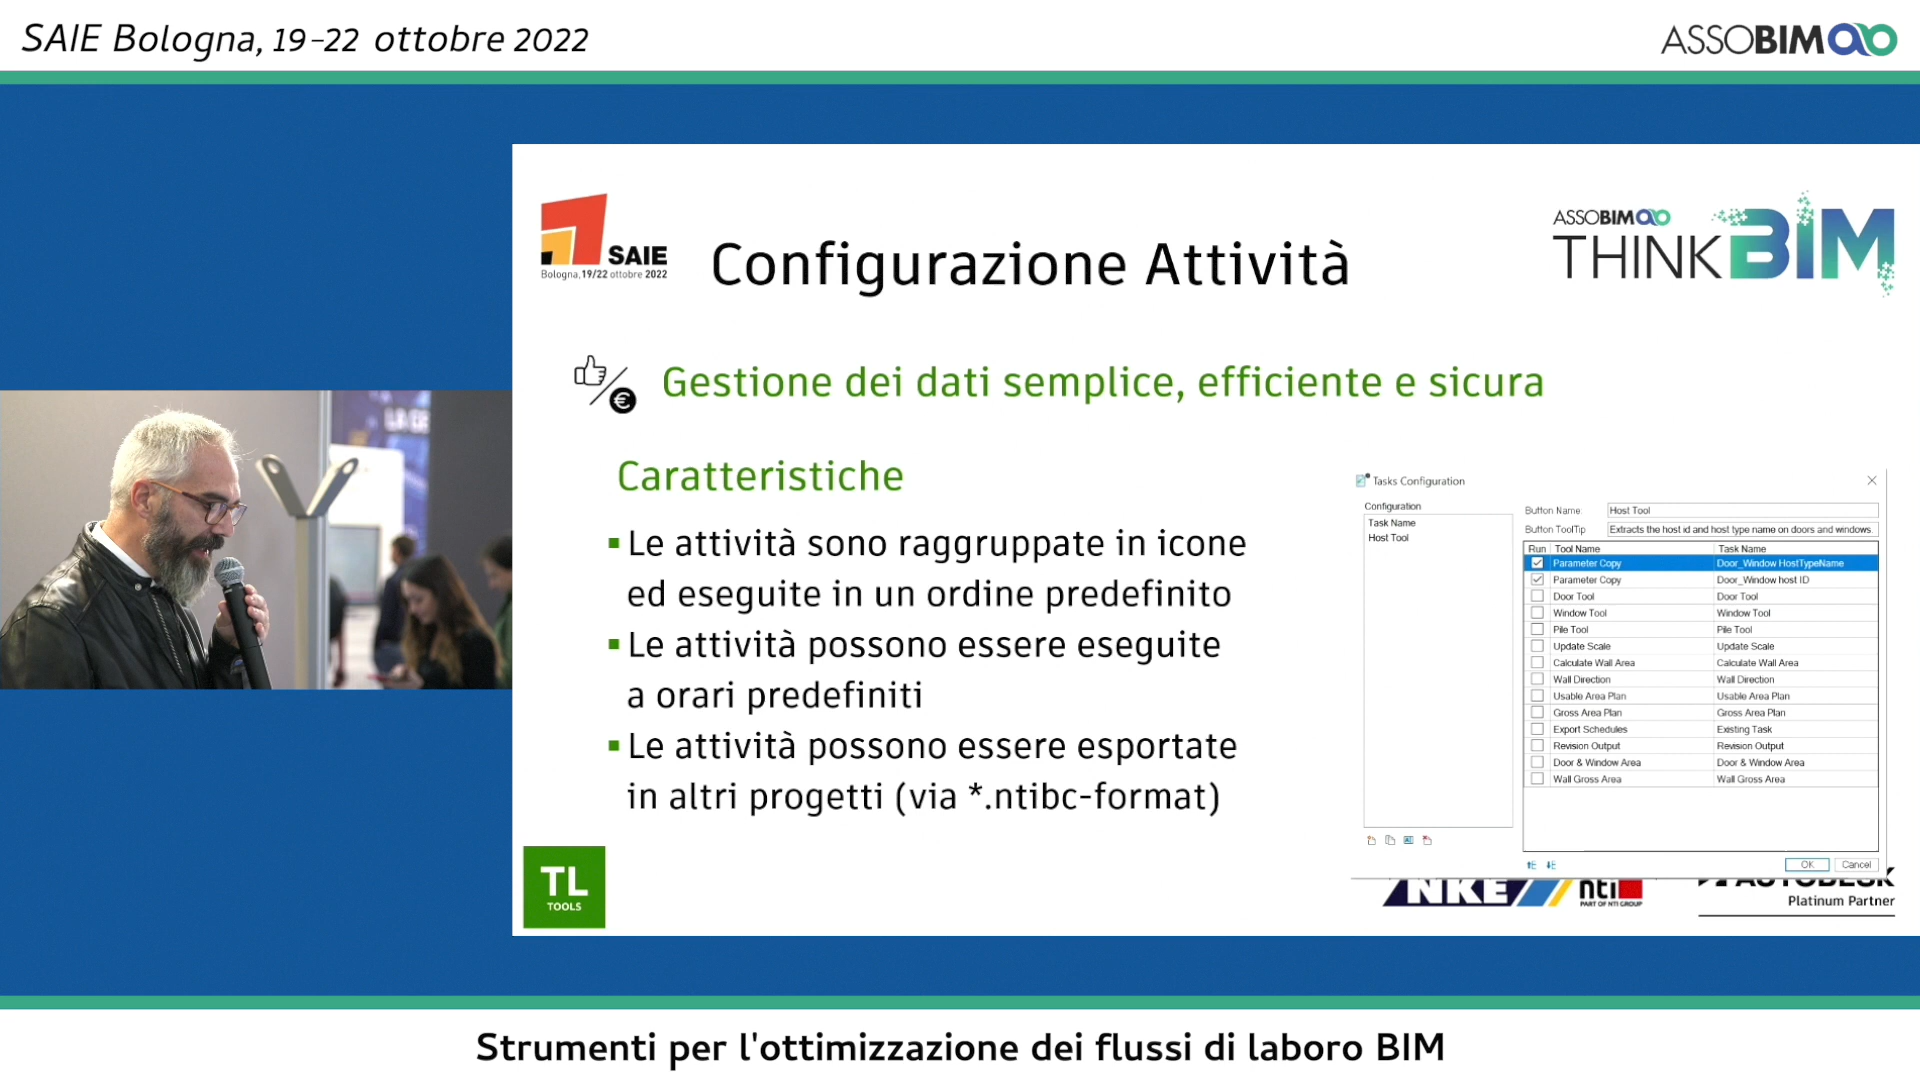 SAIE Bologna, 19-22 ottobre 2022
ASSOBIM
SAIE
Bologna, 19/22 ottobre 2022
Configurazione Attività
ASSOBIM
THINKBIM
Gestione dei dati semplice, efficiente e sicura
Caratteristiche
Le attività sono raggruppate in icone
ed eseguite in un ordine predefinito
Le attività possono essere eseguite
a orari predefiniti
Le attività possono essere esportate
in altri progetti (via *.ntibc-format)
Tasks Configuration
Configuration
Task Name
Host Tool
Button Name: Host Tool
Button ToolTip Extracts the host id and host type name on doors and windows.
Run Tool Name Task Name
Parameter Copy Door_Window HostTypeName
Parameter Copy Door_Window host ID
Door Tool Door Tool
Window Tool Window Tool
Pile Tool Pile Tool
Update Scale Update Scale
Calculate Wall Area Calculate Wall Area
Wall Direction Wall Direction
Usable Area Plan Usable Area Plan
Gross Area Plan Gross Area Plan
Export Schedules Existing Task
Revision Output Revision Output
Door & Window Area Door & Window Area
Wall Gross Area Wall Gross Area
OK Cancel
TL
TOOLS
NKE
nti
PART OF NTI GROUP
AUTODESK
Platinum Partner
Strumenti per l'ottimizzazione dei flussi di laboro BIM